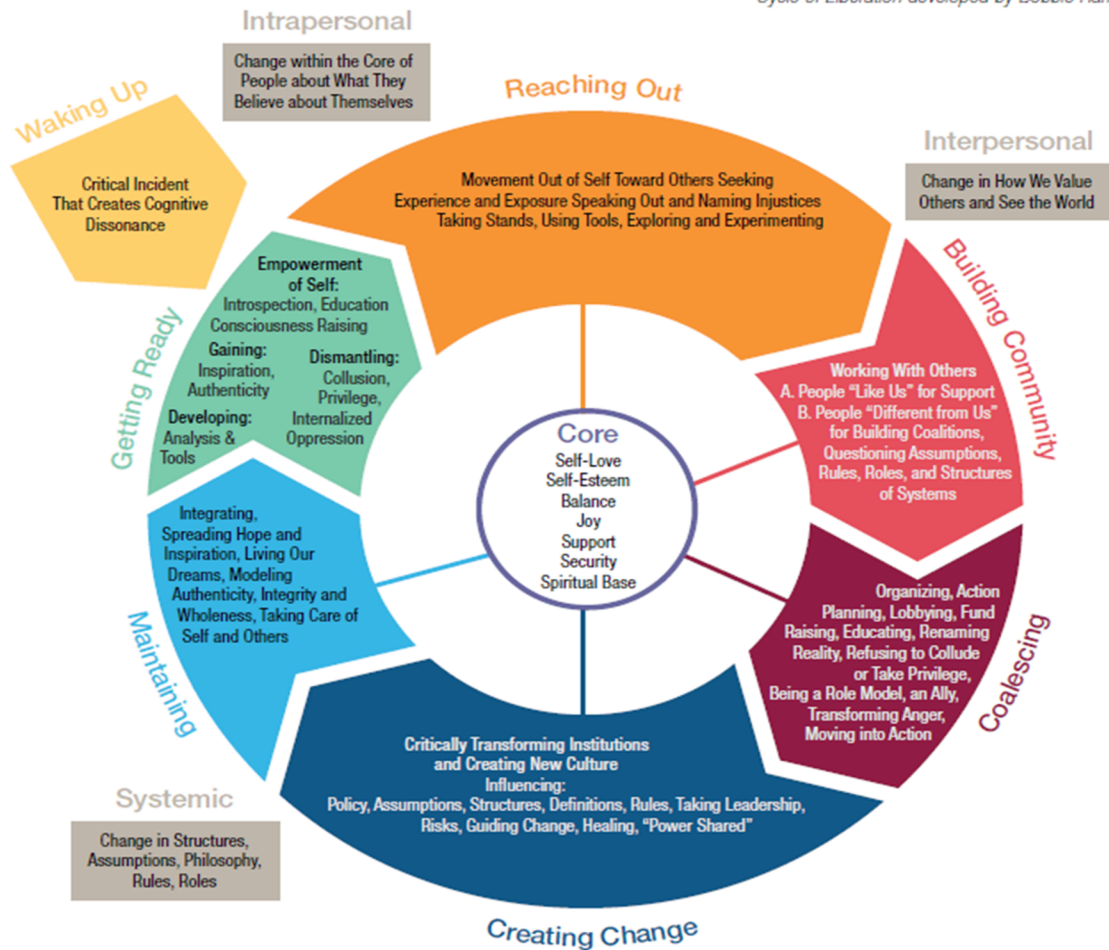 Cycle of Liberation developed by
Intrapersonal
Change within the Core of
People about What They
Believe about Themselves
Waking Up
Critical Incident
That Creates Cognitive
Dissonance
Reaching Out
Movement Out of Self Toward Others Seeking
Experience and Exposure Speaking Out and Naming Injustices
Taking Stands, Using Tools, Exploring and Experimenting
Interpersonal
Change in How We Value
Others and See the World
Getting Ready
Empowerment
of Self:
Introspection, Education
Consciousness Raising
Gaining:
Inspiration,
Authenticity
Dismantling:
Collusion,
Privilege,
Internalized
Oppression
Developing:
Analysis &
Tools
Building Community
Working With Others
A. People “Like Us” for Support
B. People “Different from Us”
for Building Coalitions,
Questioning Assumptions,
Rules, Roles, and Structures
of Systems
Core
Self-Love
Self-Esteem
Balance
Joy
Support
Security
Spiritual Base
Maintaining
Integrating,
Spreading Hope and
Inspiration, Living Our
Dreams, Modeling
Authenticity, Integrity and
Wholeness, Taking Care of
Self and Others
Coalescing
Organizing, Action
Planning, Lobbying, Fund
Raising, Educating, Renaming
Reality, Refusing to Collude
or Take Privilege,
Being a Role Model, an Ally,
Transforming Anger,
Moving into Action
Critically Transforming Institutions
and Creating New Culture
Influencing:
Policy, Assumptions, Structures, Definitions, Rules, Taking Leadership,
Risks, Guiding Change, Healing, “Power Shared”
Creating Change
Systemic
Change in Structures,
Assumptions, Philosophy,
Rules, Roles